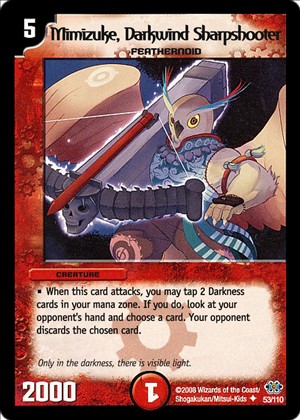 5
Mimizuke, Darkwind Sharpshooter
FEATHERNOID
CREATURE
▪ When this card attacks, you may tap 2 Darkness
cards in your mana zone. If you do, look at your
opponent's hand and choose a card. Your opponent
discards the chosen card.
Only in the darkness, there is visible light.
2000
1
©2008 Wizards of the Coast/
Shogakukan/Mitsui-Kids ✦ 53/110